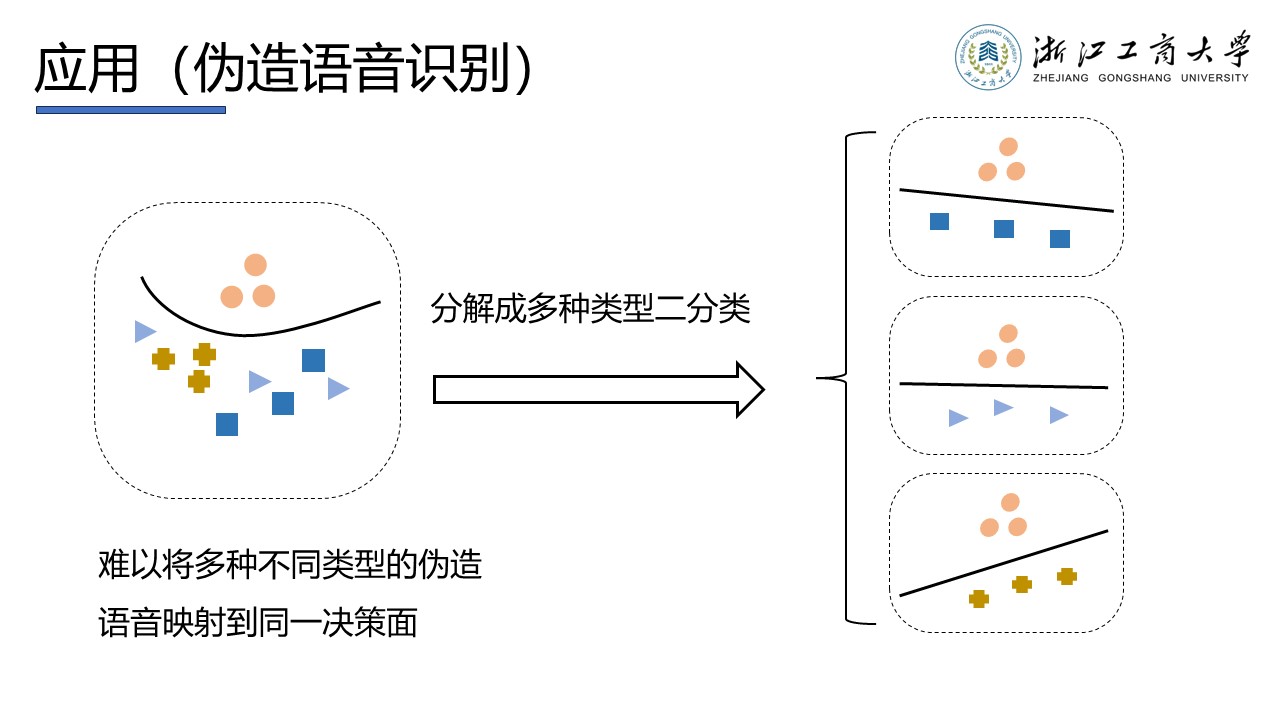 应用（伪造语音识别）
浙江工商大学
ZHEJIANG GONGSHANG UNIVERSITY
分解成多种类型二分类
难以将多种不同类型的伪造
语音映射到同一决策面